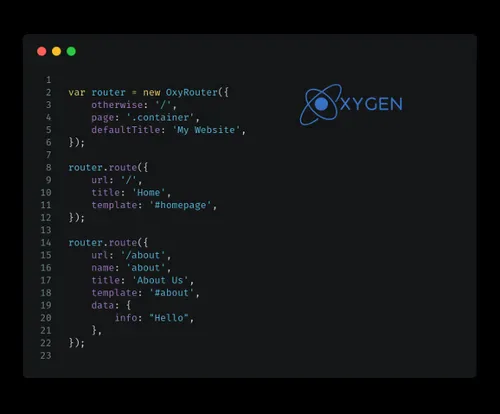 1
2 var router = new OxyRouter({
3     otherwise: '/',
4     page: '.container',
5     defaultTitle: 'My Website',
6 });
7
8 router.route({
9     url: '/',
10     title: 'Home',
11     template: '#homepage',
12 });
13
14 router.route({
15     url: '/about',
16     name: 'about',
17     title: 'About Us',
18     template: '#about',
19     data: {
20         info: "Hello",
21     },
22 });
23
OXYGEN